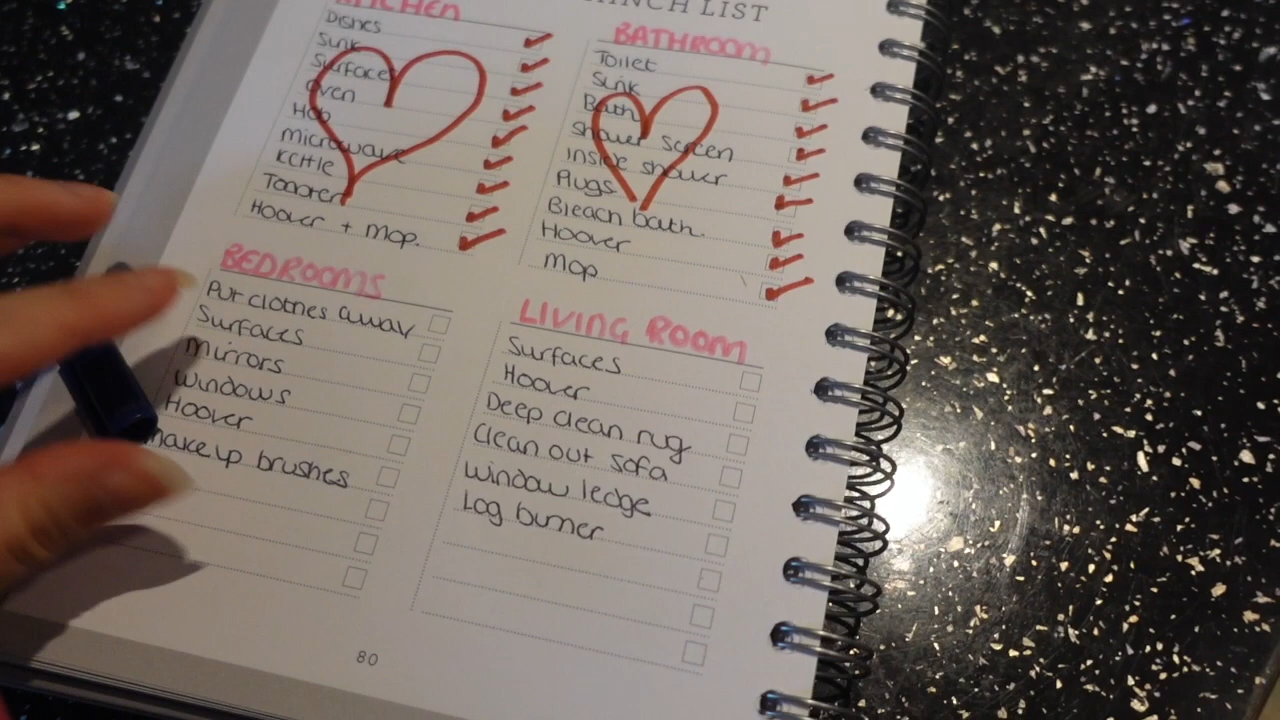 LIST
KITCHEN
Dishes
Sink
Surfaces
Oven
Hob
microwave
Kettle
Hoover + mop.
BATHROOM
Toilet
Sink
Bath
Shower screen
Inside shower
Plugs
Bleach bath.
Hoover
mop
BEDROOMS
Put clothes away
Surfaces
mirrors
windows
Hoover
makeup brushes
LIVING ROOM
Surfaces
Hoover
Deep clean rug
Clean out sofa
window ledge
Log burner
80